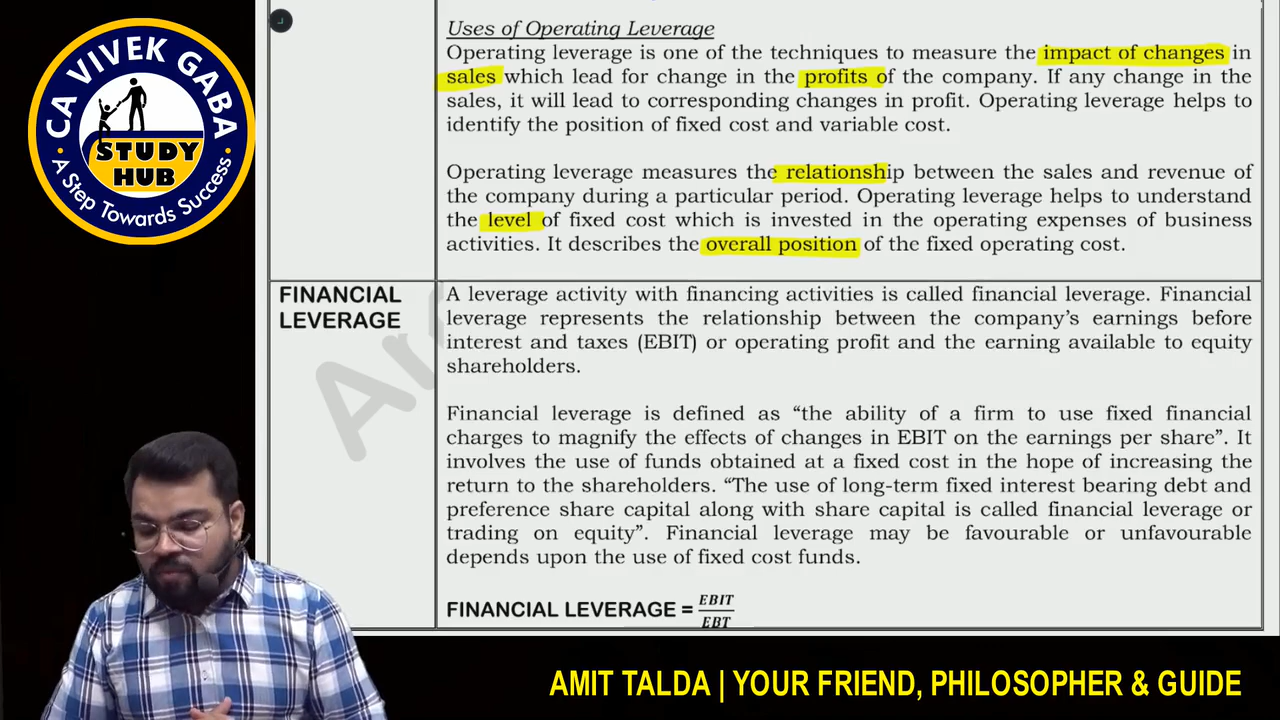 CA VIVEK GABA
STUDY
HUB
• A Step Towards Success •
Uses of Operating Leverage
Operating leverage is one of the techniques to measure the impact of changes in
sales which lead for change in the profits of the company. If any change in the
sales, it will lead to corresponding changes in profit. Operating leverage helps to
identify the position of fixed cost and variable cost.
Operating leverage measures the relationship between the sales and revenue of
the company during a particular period. Operating leverage helps to understand
the level of fixed cost which is invested in the operating expenses of business
activities. It describes the overall position of the fixed operating cost.
FINANCIAL
LEVERAGE
A leverage activity with financing activities is called financial leverage. Financial
leverage represents the relationship between the company’s earnings before
interest and taxes (EBIT) or operating profit and the earning available to equity
shareholders.
Financial leverage is defined as “the ability of a firm to use fixed financial
charges to magnify the effects of changes in EBIT on the earnings per share”. It
involves the use of funds obtained at a fixed cost in the hope of increasing the
return to the shareholders. “The use of long-term fixed interest bearing debt and
preference share capital along with share capital is called financial leverage or
trading on equity”. Financial leverage may be favourable or unfavourable
depends upon the use of fixed cost funds.
FINANCIAL LEVERAGE = EBIT
EBT
AMIT TALDA | YOUR FRIEND, PHILOSOPHER & GUIDE